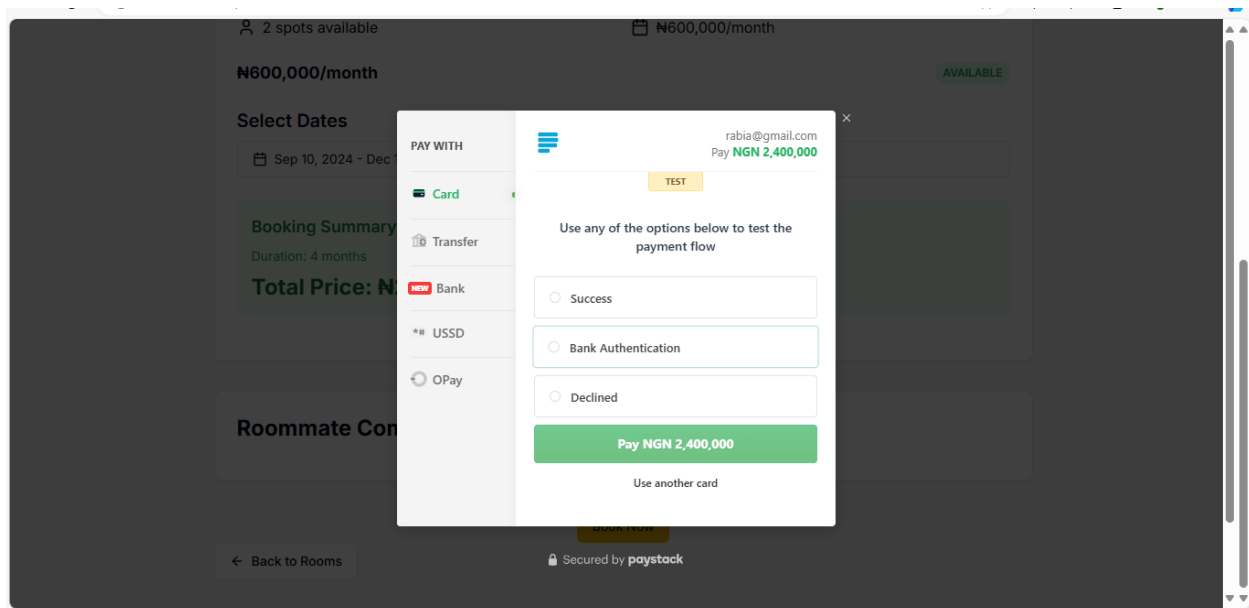 2 spots available
₦600,000/month
₦600,000/month
AVAILABLE
Select Dates
Sep 10, 2024 - Dec
Booking Summary
Duration: 4 months
Total Price: ₦
Roommate Con
Book Now
← Back to Rooms
PAY WITH
Card
Transfer
NEW Bank
*# USSD
OPay
rabia@gmail.com
Pay NGN 2,400,000
TEST
Use any of the options below to test the
payment flow
Success
Bank Authentication
Declined
Pay NGN 2,400,000
Use another card
×
Secured by paystack